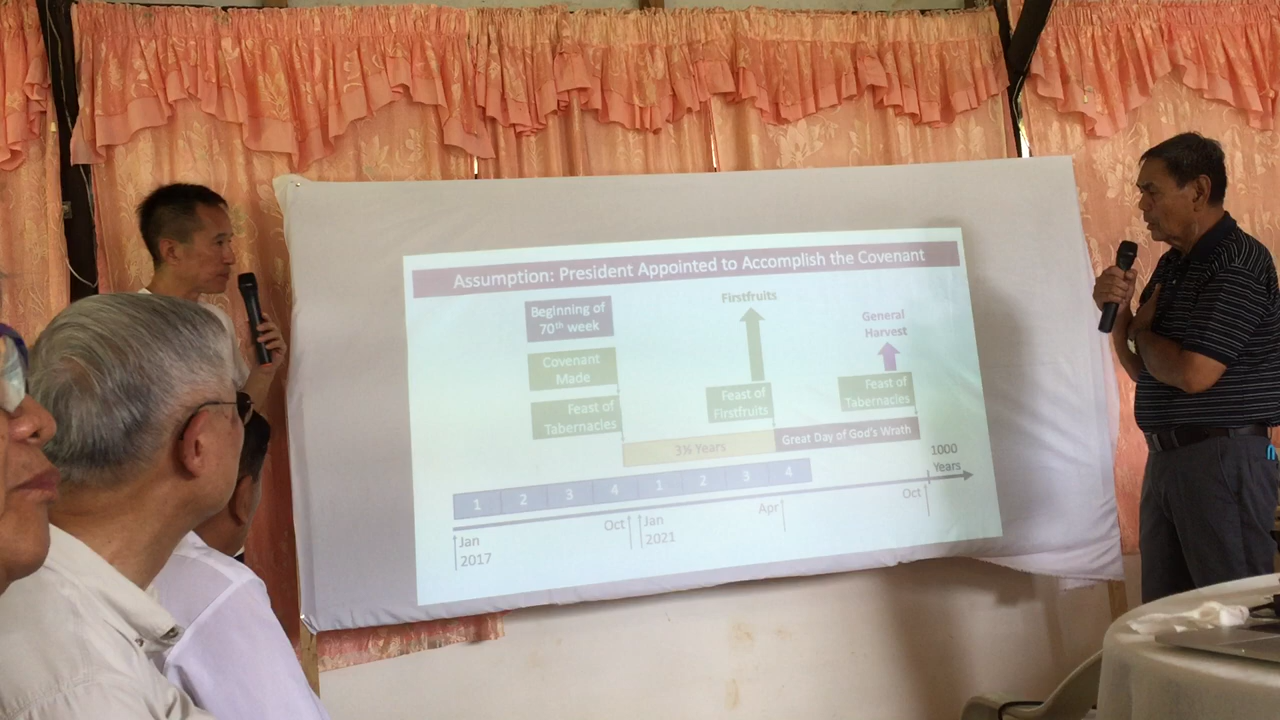 Assumption: President Appointed to Accomplish the Covenant
Beginning of
70th week
Firstfruits
General
Harvest
Covenant
Made
Feast of
Tabernacles
Feast of
Firstfruits
Feast of
Tabernacles
3½ Years
Great Day of God's Wrath
1000
Years
1 2 3 4 1 2 3 4
Jan
2017
Oct
Jan
2021
Apr
Oct